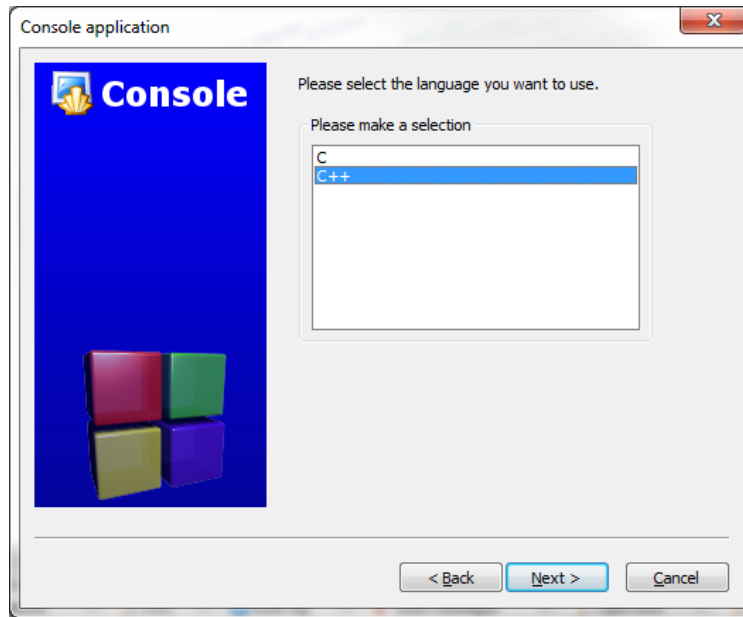 Console application
Console
Please select the language you want to use.
Please make a selection
C
C++
< Back
Next >
Cancel